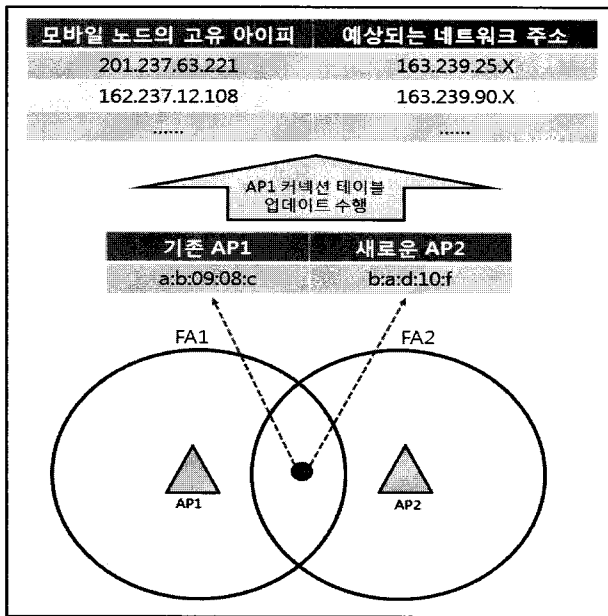 모바일 노드의 고유 아이피 예상되는 네트워크 주소
201.237.63.221 163.239.25.X
162.237.12.108 163.239.90.X
...... ......
AP1 커넥션 테이블
업데이트 수행
기존 AP1 새로운 AP2
a:b:09:08:c b:a:d:10:f
FA1 FA2
AP1 AP2